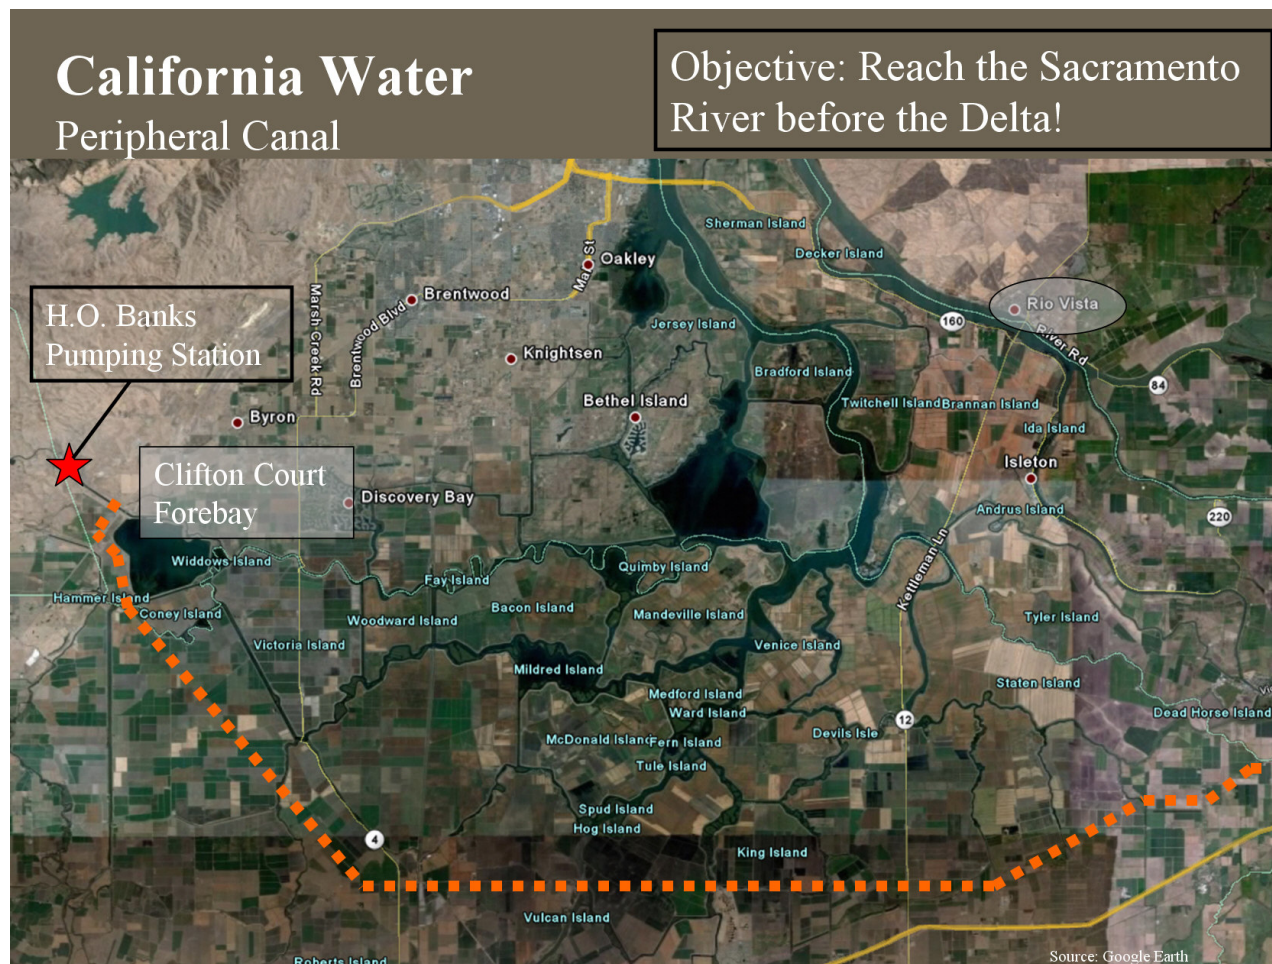 California Water
Peripheral Canal
Objective: Reach the Sacramento
River before the Delta!
Sherman Island
Decker Island
Oakley
Main St
Brentwood
Brentwood Blvd
Marsh Creek Rd
H.O. Banks
Pumping Station
Rio Vista
160
River Rd
Jersey Island
Knightsen
Bradford Island
84
Bethel Island
Twitchell Island
Brannan Island
Byron
Ida Island
Isleton
Clifton Court
Forebay
Discovery Bay
Andrus Island
220
Widdows Island
Quimby Island
Fay Island
Kettleman Ln
Hammer Island
Coney Island
Bacon Island
Mandeville Island
Woodward Island
Tyler Island
Victoria Island
Venice Island
Mildred Island
Staten Island
Medford Island
Ward Island
Dead Horse Island
12
Devils Isle
McDonald Island
Fern Island
Tule Island
Spud Island
Hog Island
4
King Island
Vulcan Island
Roberts Island
Source: Google Earth